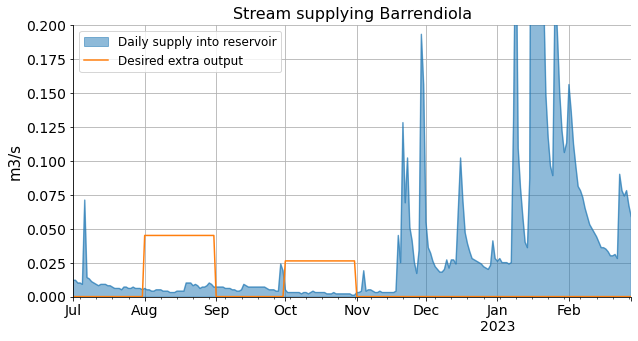 Stream supplying Barrendiola
Daily supply into reservoir
Desired extra output
m3/s
0.200
0.175
0.150
0.125
0.100
0.075
0.050
0.025
0.000
Jul Aug Sep Oct Nov Dec Jan Feb
2023